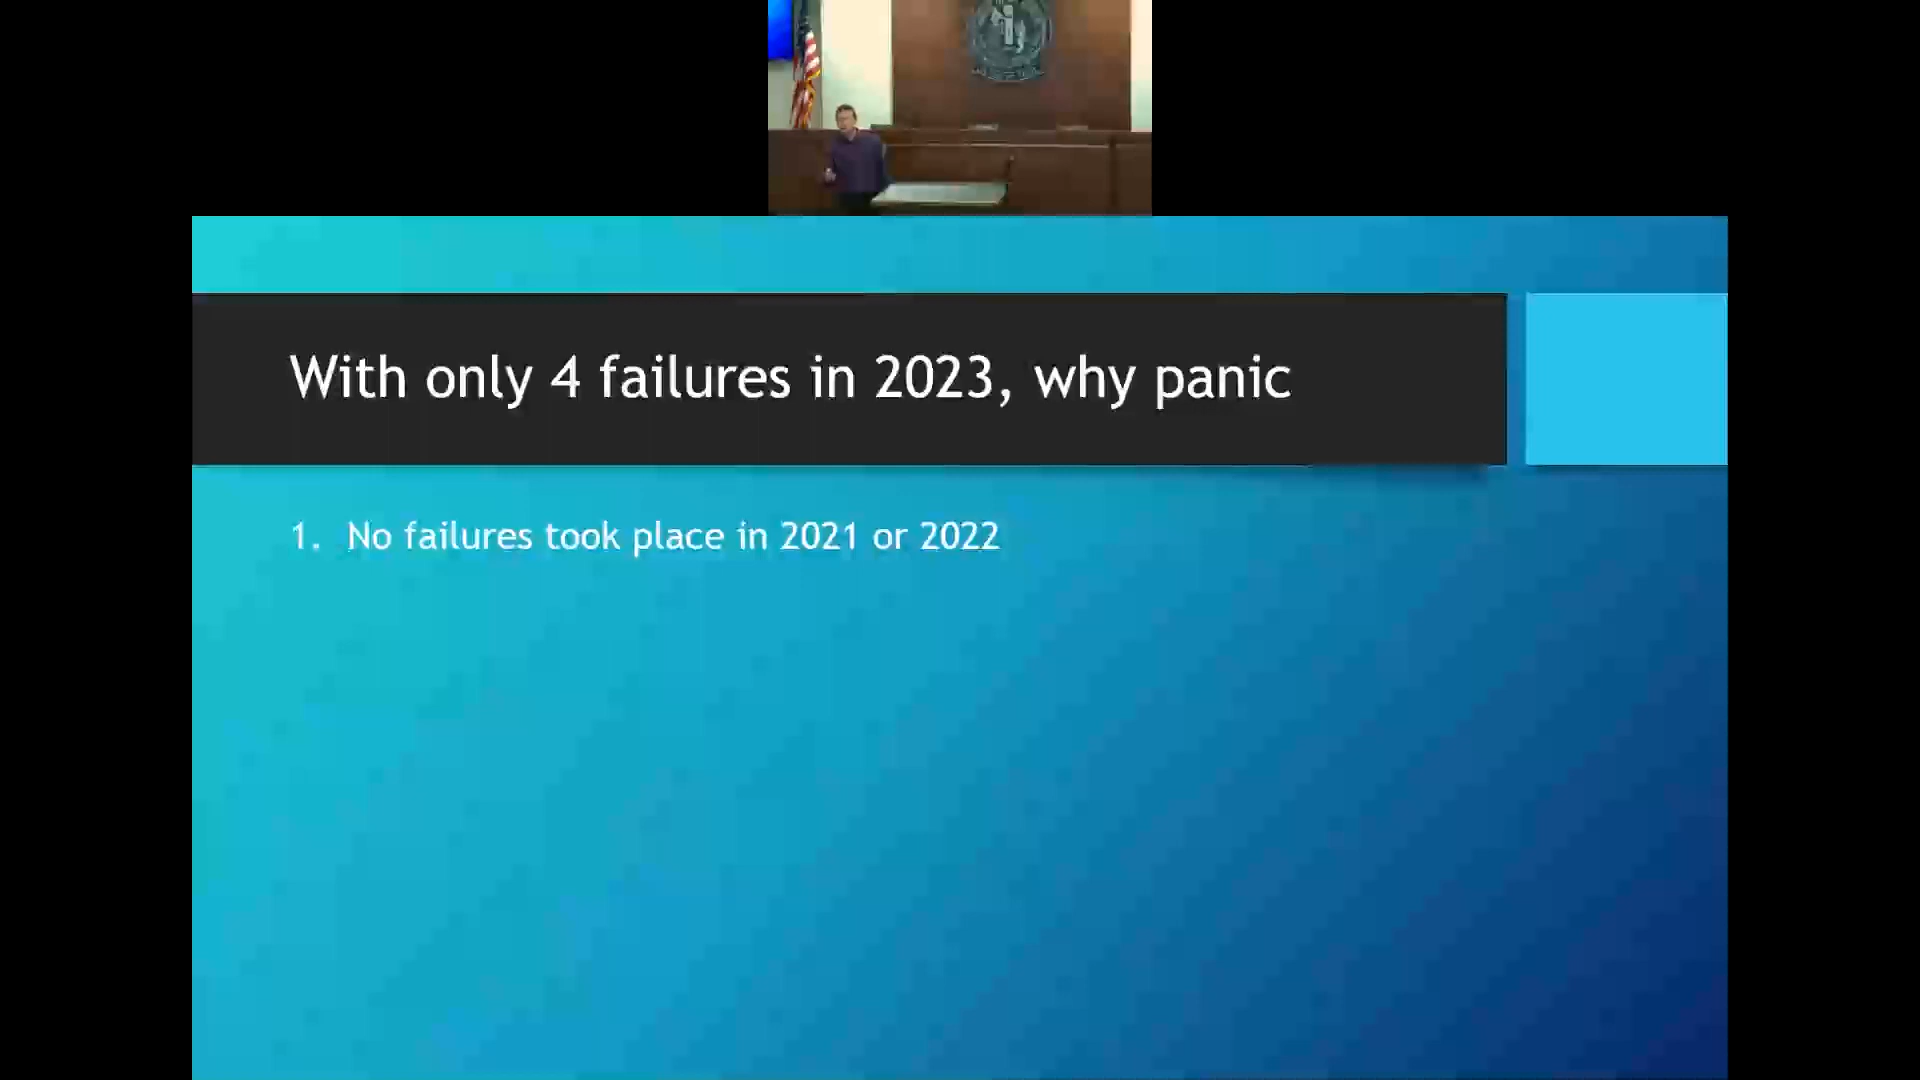 With only 4 failures in 2023, why panic
1. No failures took place in 2021 or 2022